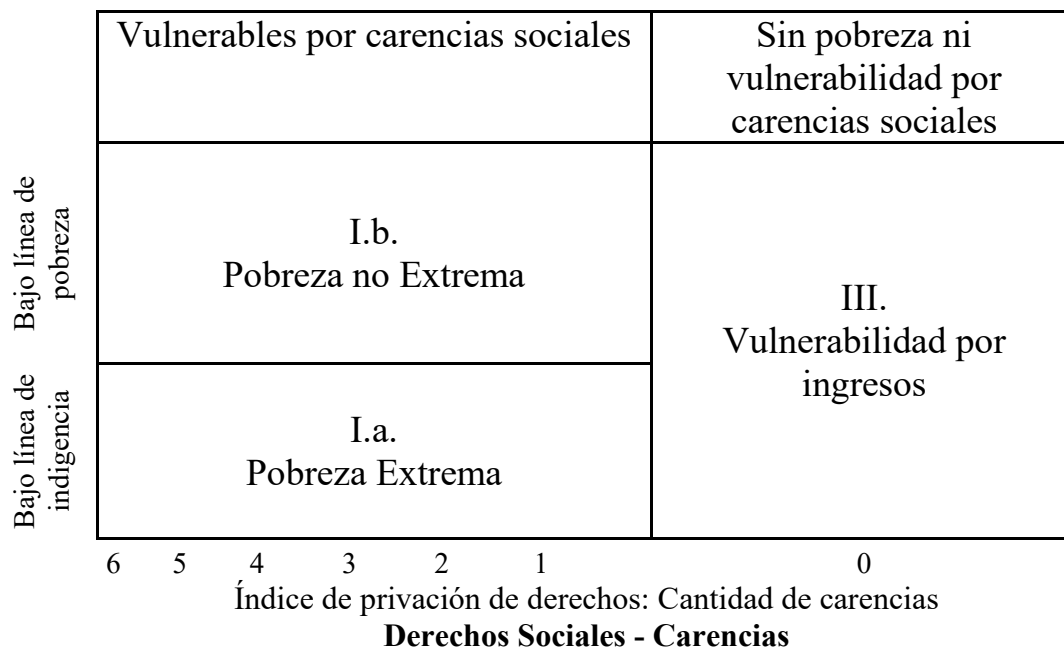 Vulnerables por carencias sociales
Sin pobreza ni
vulnerabilidad por
carencias sociales
Bajo línea de
pobreza
I.b.
Pobreza no Extrema
III.
Vulnerabilidad por
ingresos
Bajo línea de
indigencia
I.a.
Pobreza Extrema
6 5 4 3 2 1 0
Índice de privación de derechos: Cantidad de carencias
Derechos Sociales - Carencias